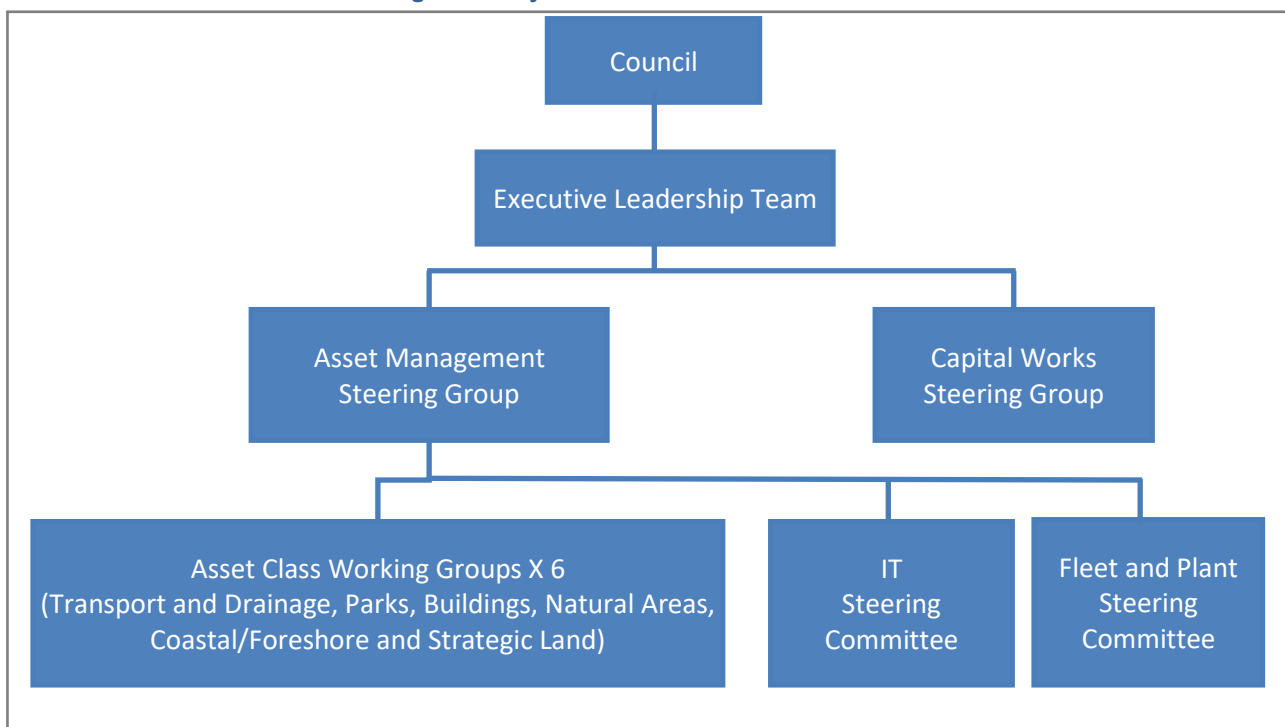 Council
Executive Leadership Team
Asset Management
Steering Group
Capital Works
Steering Group
Asset Class Working Groups X 6
(Transport and Drainage, Parks, Buildings, Natural Areas,
Coastal/Foreshore and Strategic Land)
IT
Steering
Committee
Fleet and Plant
Steering
Committee